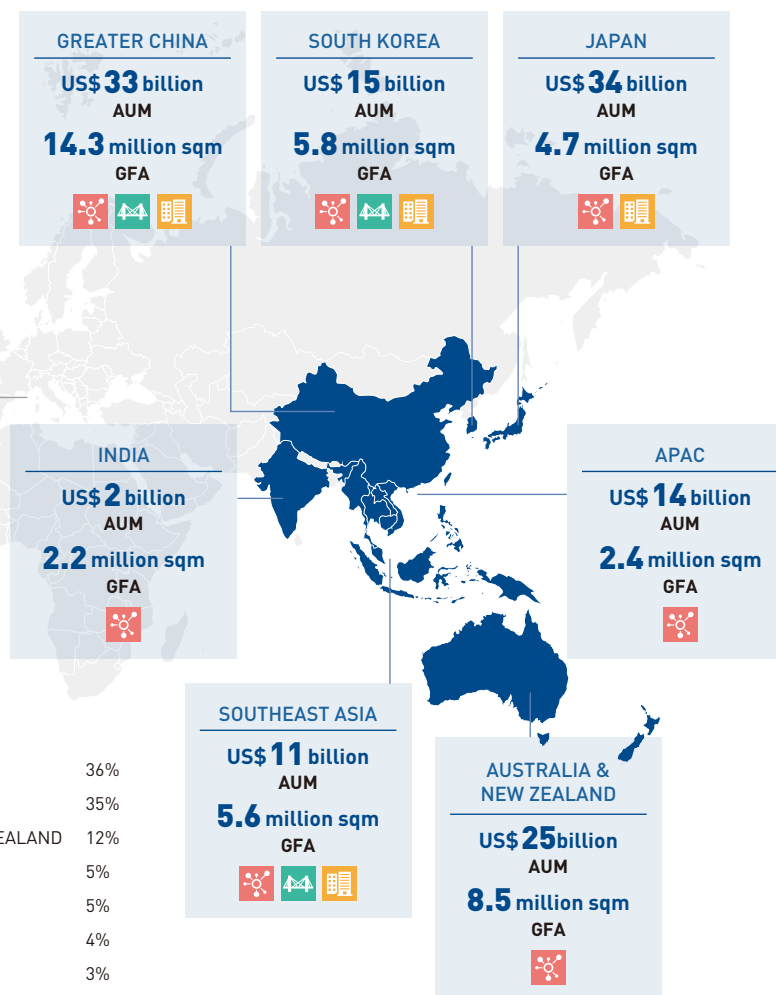 GREATER CHINA
US$ 33 billion
AUM
14.3 million sqm
GFA
SOUTH KOREA
US$ 15 billion
AUM
5.8 million sqm
GFA
JAPAN
US$ 34 billion
AUM
4.7 million sqm
GFA
INDIA
US$ 2 billion
AUM
2.2 million sqm
GFA
APAC
US$ 14 billion
AUM
2.4 million sqm
GFA
SOUTHEAST ASIA
US$ 11 billion
AUM
5.6 million sqm
GFA
AUSTRALIA &
NEW ZEALAND
US$ 25billion
AUM
8.5 million sqm
GFA
36%
35%
EALAND 12%
5%
5%
4%
3%